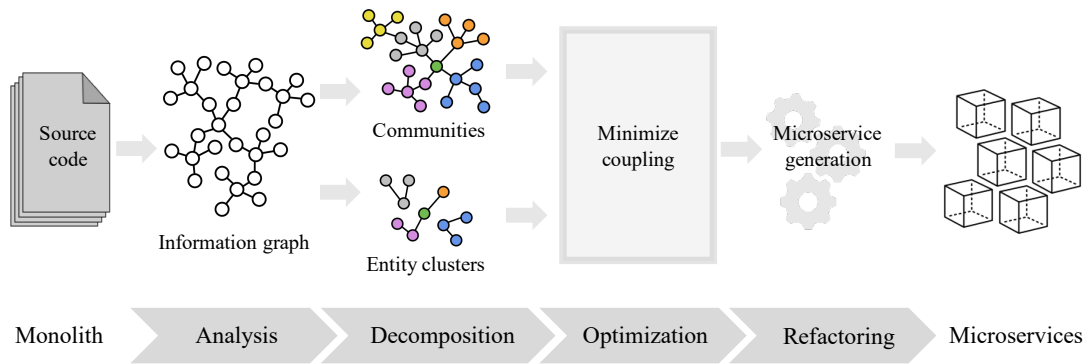 Source
code
Information graph
Communities
Entity clusters
Minimize
coupling
Microservice
generation
Monolith
Analysis
Decomposition
Optimization
Refactoring
Microservices